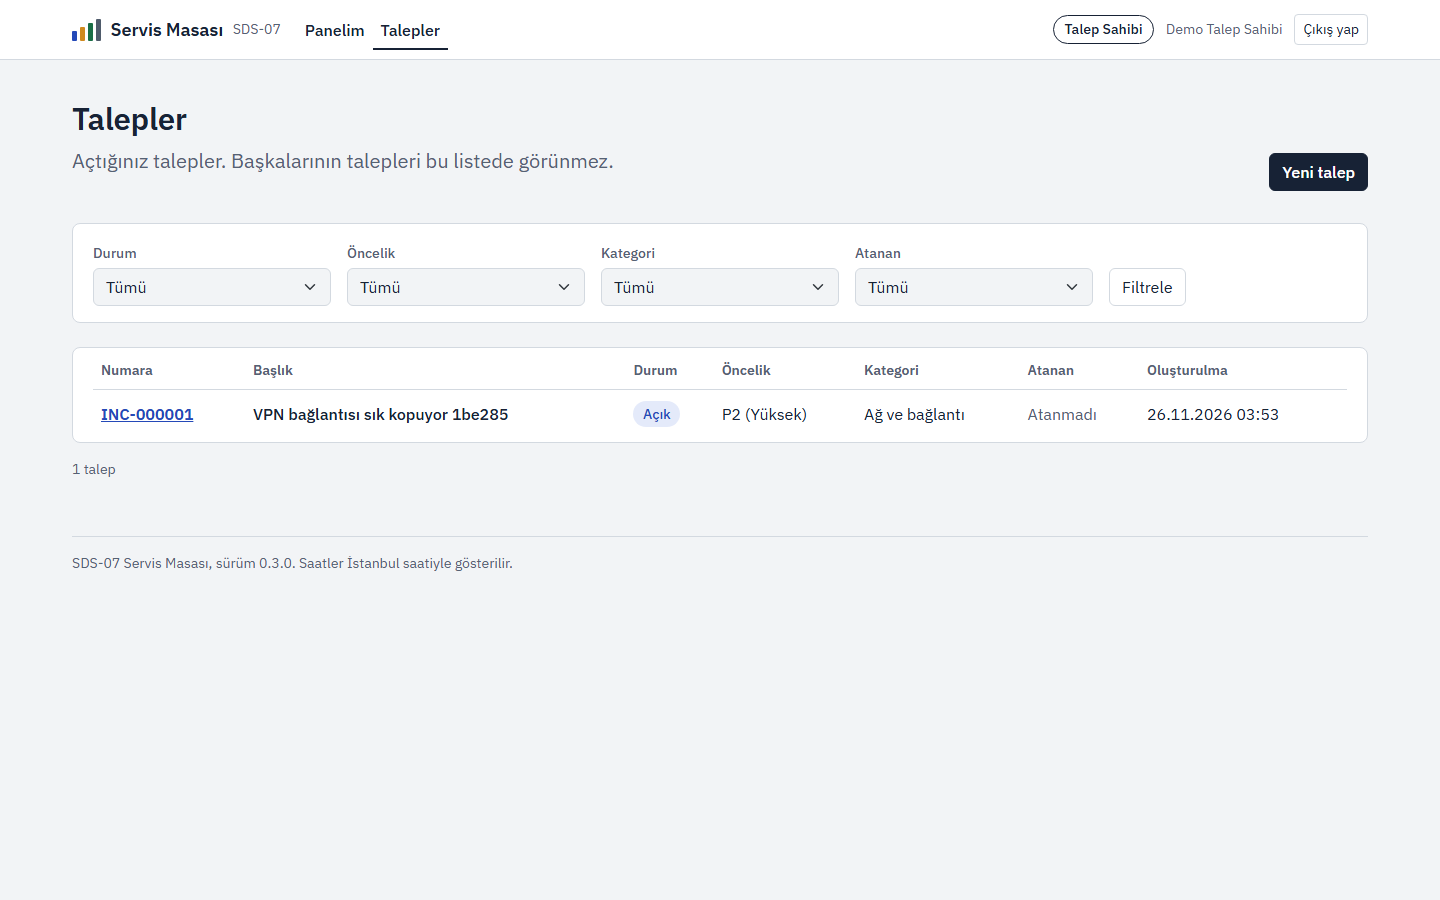 Servis Masası SDS-07 Panelim Talepler Talep Sahibi Demo Talep Sahibi Çıkış yap
Talepler
Açtığınız talepler. Başkalarının talepleri bu listede görünmez.
Yeni talep
Durum Öncelik Kategori Atanan
Tümü Tümü Tümü Tümü Filtrele
Numara Başlık Durum Öncelik Kategori Atanan Oluşturulma
INC-000001 VPN bağlantısı sık kopuyor 1be285 Açık P2 (Yüksek) Ağ ve bağlantı Atanmadı 26.11.2026 03:53
1 talep
SDS-07 Servis Masası, sürüm 0.3.0. Saatler İstanbul saatiyle gösterilir.